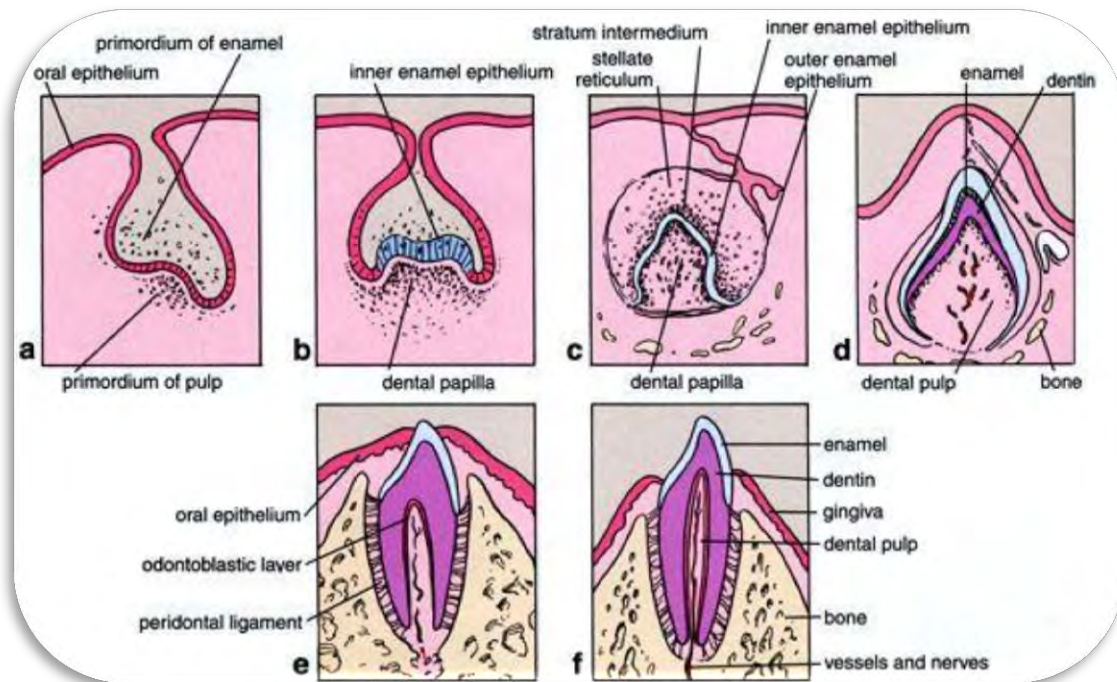 primordium of enamel
oral epithelium
inner enamel epithelium
stratum intermedium
stellate
reticulum
inner enamel epithelium
outer enamel
epithelium
enamel
dentin
a
b
c
d
primordium of pulp
dental papilla
dental papilla
dental pulp
bone
oral epithelium
odontoblastic laver
peridontal ligament
e
f
enamel
dentin
gingiva
dental pulp
bone
vessels and nerves